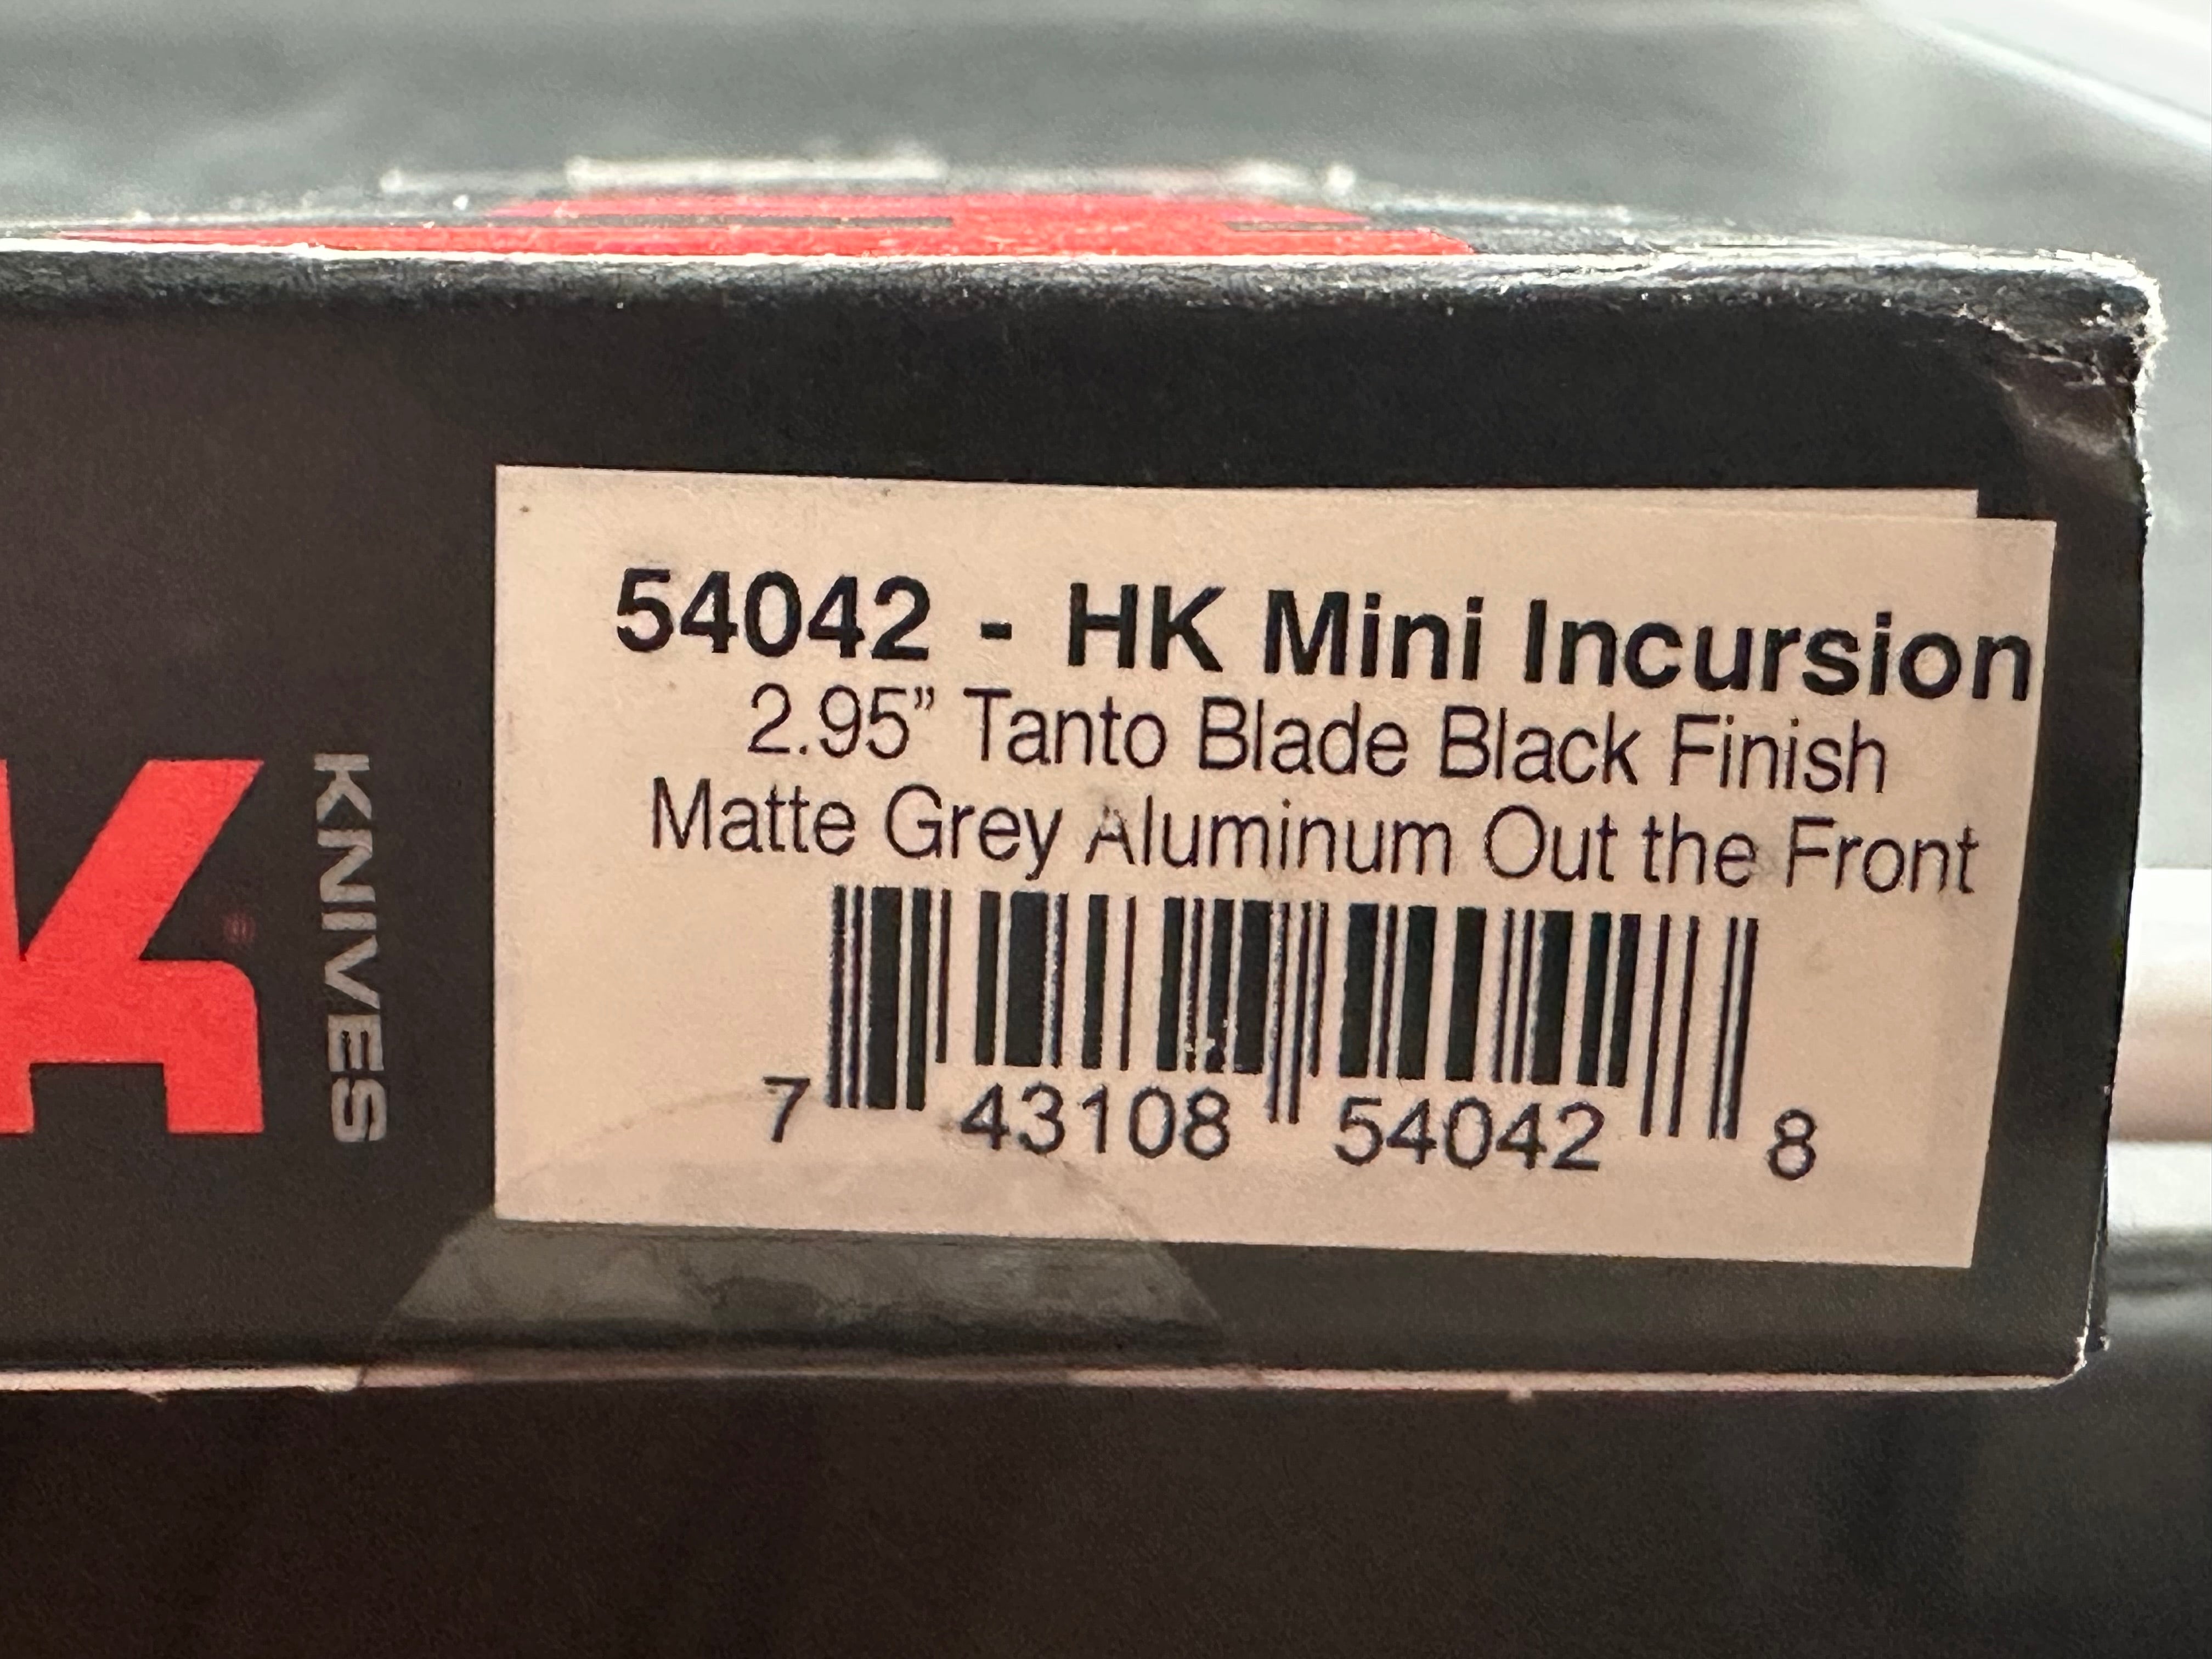 54042 - HK Mini Incursion
2.95” Tanto Blade Black Finish
Matte Grey Aluminum Out the Front
7 43108 54042 8
K®
KNIVES